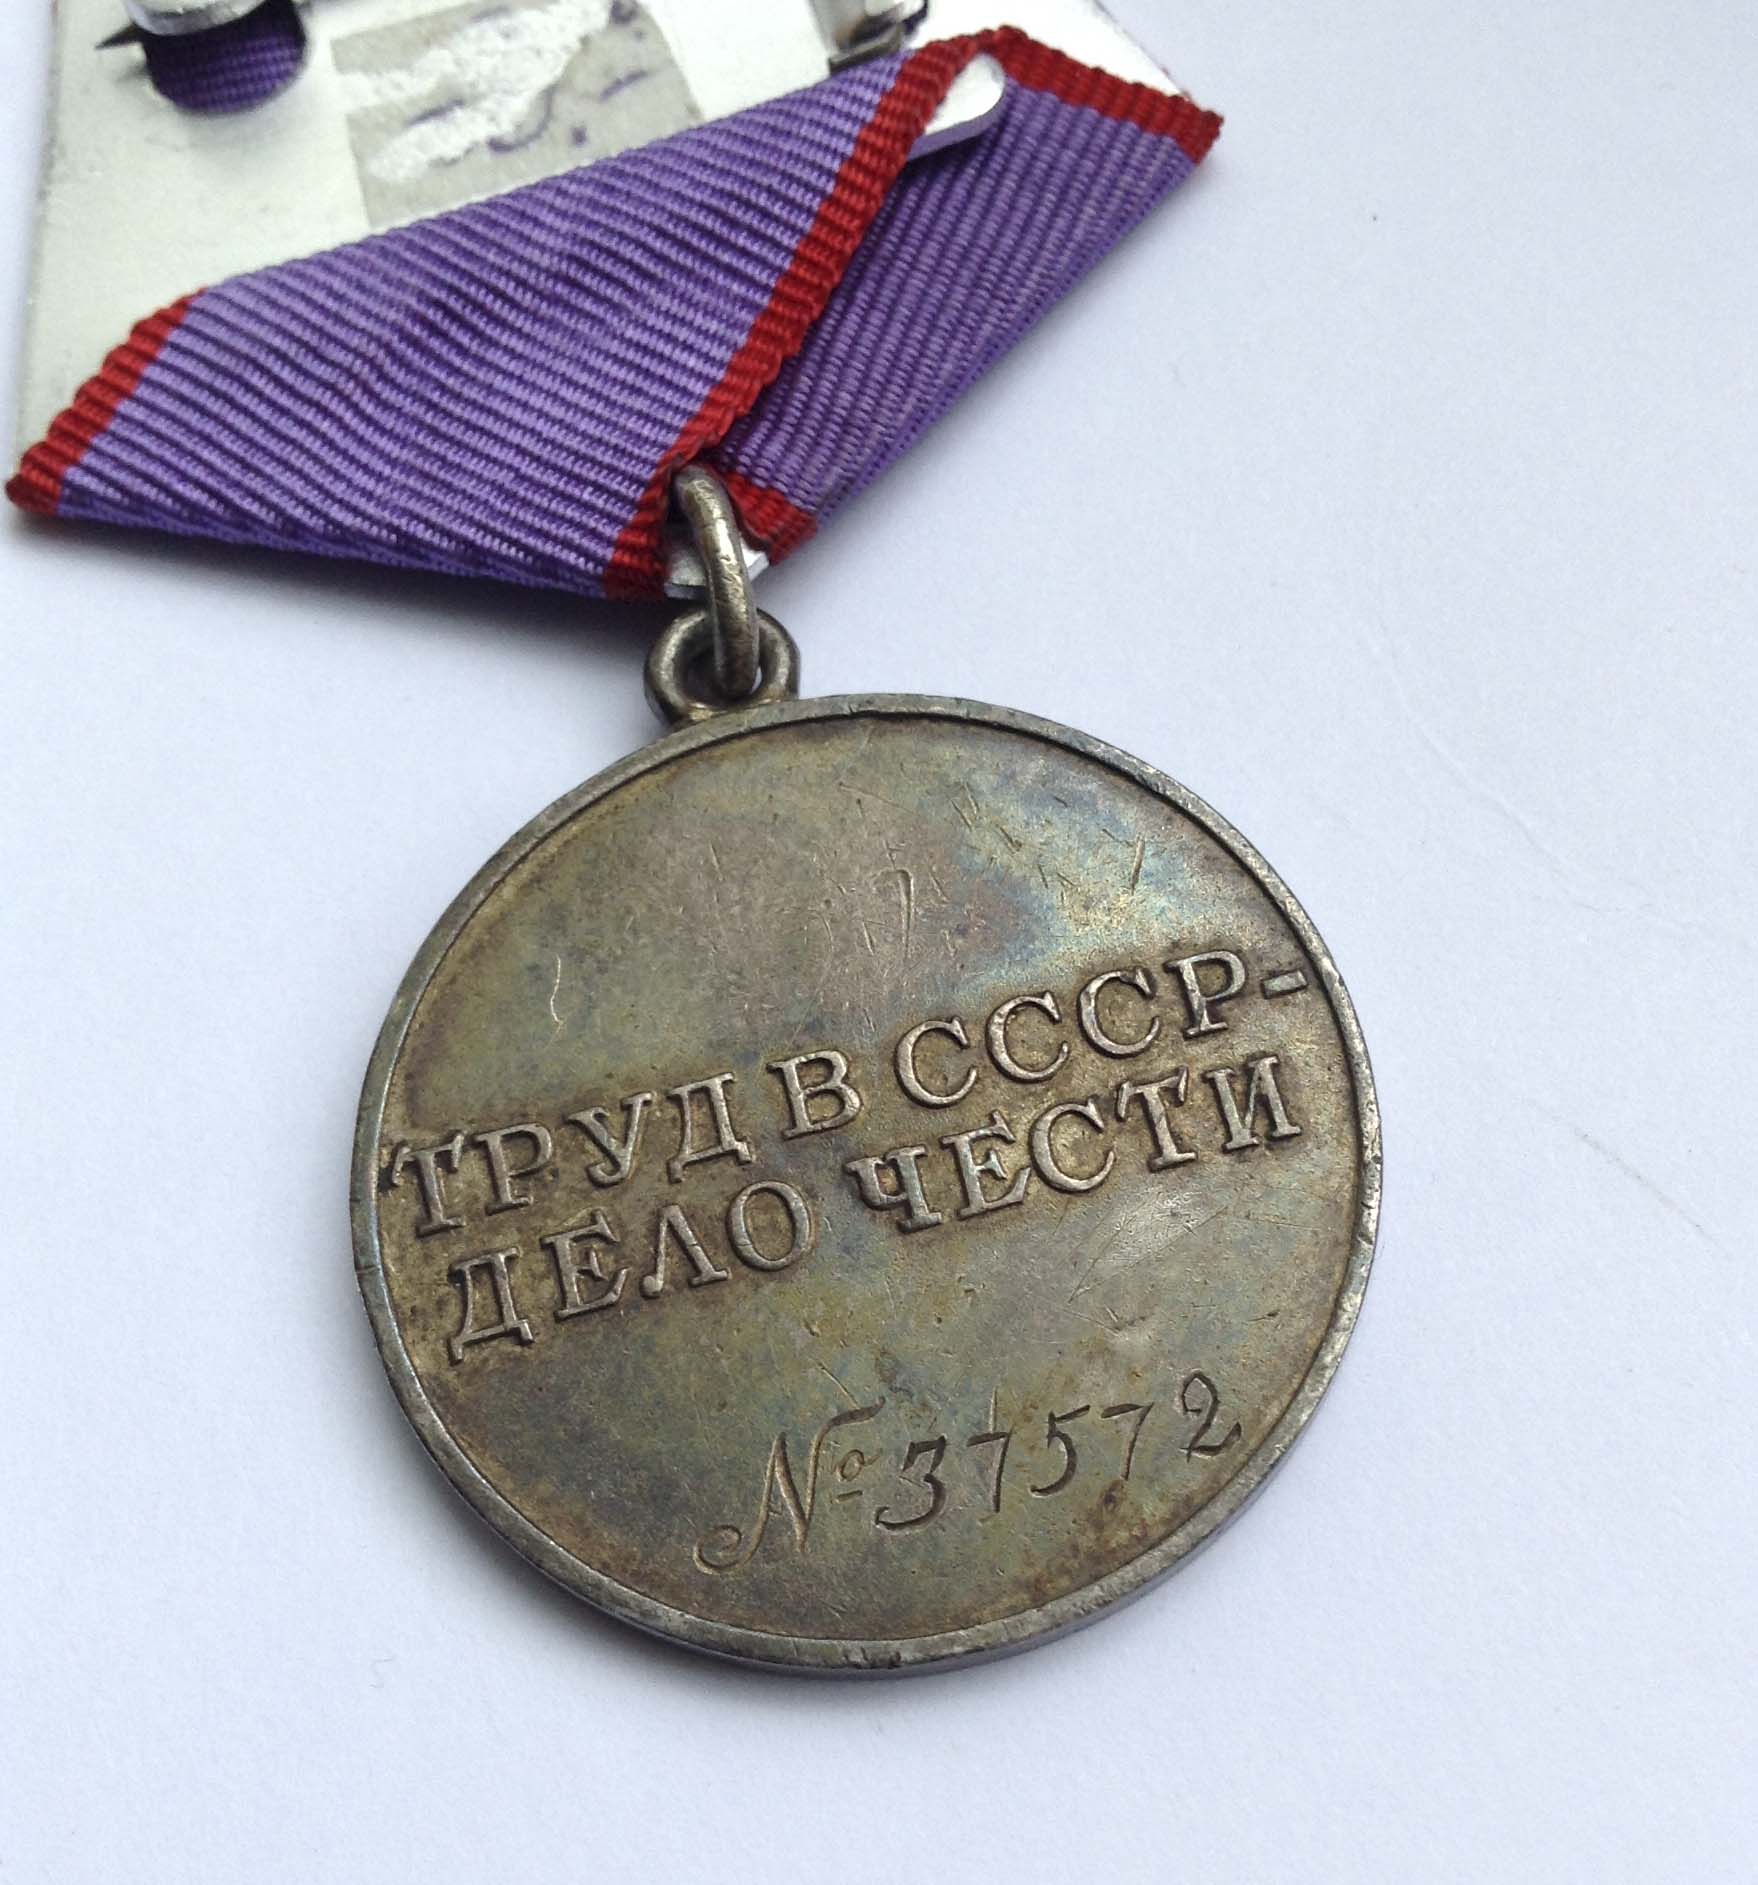 ТРУД В СССР-
ДЕЛО ЧЕСТИ
№ 37572